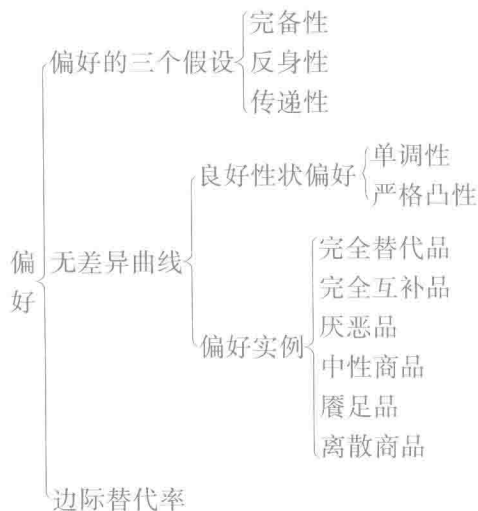 偏好
偏好的三个假设
完备性
反身性
传递性
无差异曲线
良好性状偏好
单调性
严格凸性
偏好实例
完全替代品
完全互补品
厌恶品
中性商品
餍足品
离散商品
边际替代率